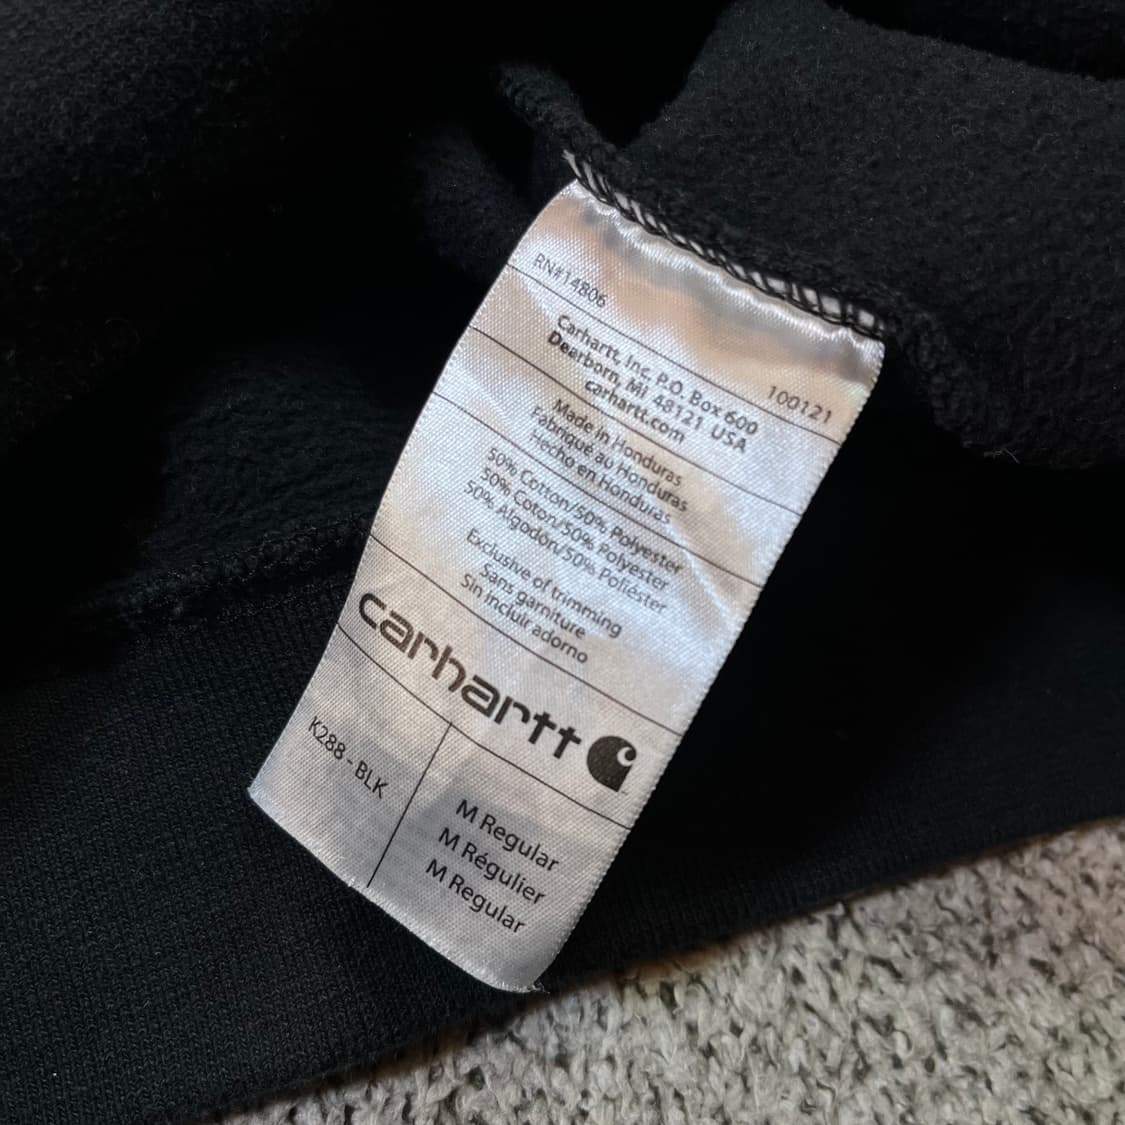 RN#14806
100121
Carhartt, Inc. P.O. Box 600
Dearborn, MI 48121 USA
carhartt.com
Made in Honduras
Fabriqué au Honduras
Hecho en Honduras
50% Cotton/50% Polyester
50% Coton/50% Polyester
50% Algodón/50% Poliéster
Exclusive of trimming
Sans garniture
Sin incluir adorno
carhartt
K288 - BLK
M Regular
M Régulier
M Regular